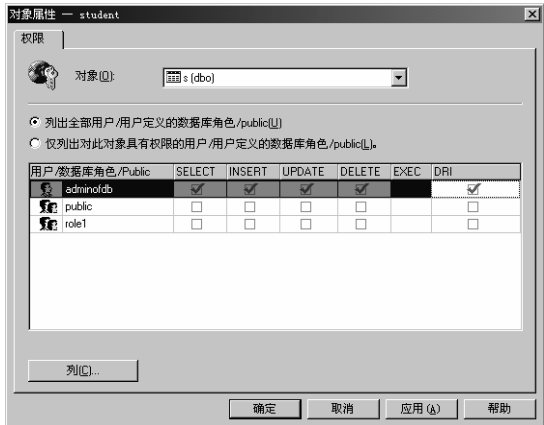 对象属性 — student
权限
对象(O): s (dbo)
列出全部用户/用户定义的数据库角色/public(U)
仅列出对此对象具有权限的用户/用户定义的数据库角色/public(L)。
用户/数据库角色/Public SELECT INSERT UPDATE DELETE EXEC DRI
adminofdb
public
role1
列(C)...
确定 取消 应用(A) 帮助